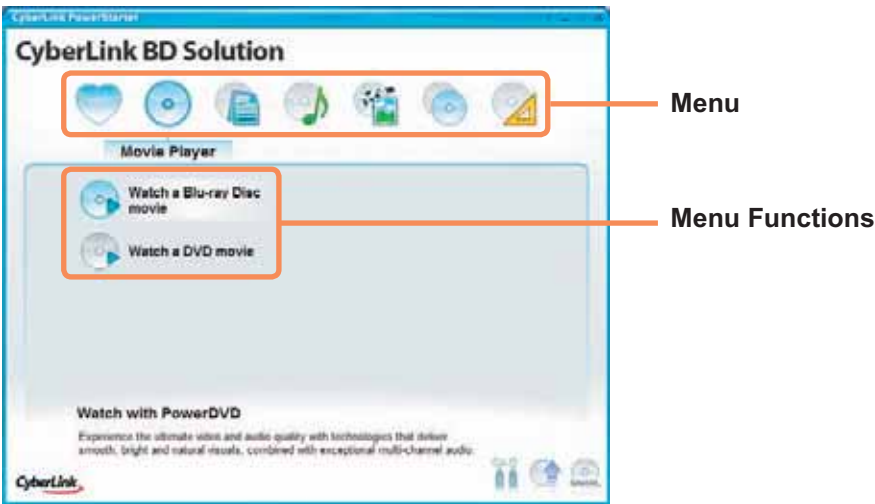 CyberLink PowerStarter
CyberLink BD Solution
Menu
Movie Player
Watch a Blu-ray Disc
movie
Menu Functions
Watch a DVD movie
Watch with PowerDVD
Experience the ultimate video and audio quality with technologies that deliver
smooth, bright and natural visuals, combined with exceptional multi-channel audio.
CyberLink